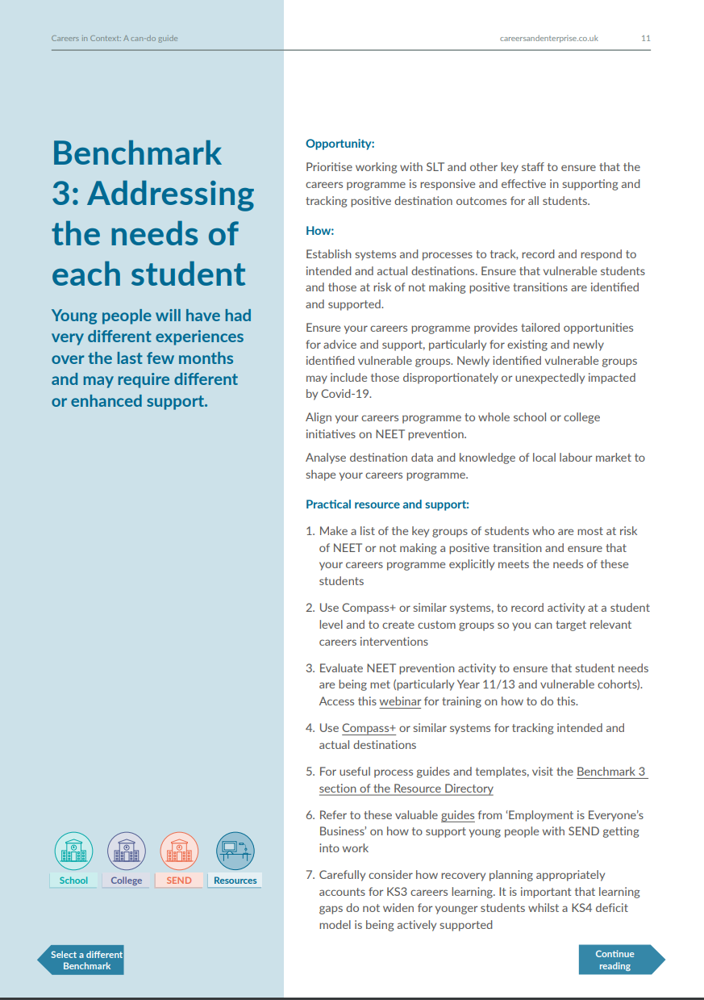 Careers in Context: A can-do guide
careersandenterprise.co.uk
11
Benchmark
3: Addressing
the needs of
each student
Young people will have had
very different experiences
over the last few months
and may require different
or enhanced support.
Opportunity:
Prioritise working with SLT and other key staff to ensure that the
careers programme is responsive and effective in supporting and
tracking positive destination outcomes for all students.
How:
Establish systems and processes to track, record and respond to
intended and actual destinations. Ensure that vulnerable students
and those at risk of not making positive transitions are identified
and supported.
Ensure your careers programme provides tailored opportunities
for advice and support, particularly for existing and newly
identified vulnerable groups. Newly identified vulnerable groups
may include those disproportionately or unexpectedly impacted
by Covid-19.
Align your careers programme to whole school or college
initiatives on NEET prevention.
Analyse destination data and knowledge of local labour market to
shape your careers programme.
Practical resource and support:
1. Make a list of the key groups of students who are most at risk
of NEET or not making a positive transition and ensure that
your careers programme explicitly meets the needs of these
students
2. Use Compass+ or similar systems, to record activity at a student
level and to create custom groups so you can target relevant
careers interventions
3. Evaluate NEET prevention activity to ensure that student needs
are being met (particularly Year 11/13 and vulnerable cohorts).
Access this webinar for training on how to do this.
4. Use Compass+ or similar systems for tracking intended and
actual destinations
5. For useful process guides and templates, visit the Benchmark 3
section of the Resource Directory
6. Refer to these valuable guides from ‘Employment is Everyone’s
Business’ on how to support young people with SEND getting
into work
7. Carefully consider how recovery planning appropriately
accounts for KS3 careers learning. It is important that learning
gaps do not widen for younger students whilst a KS4 deficit
model is being actively supported
School
College
SEND
Resources
Select a different
Benchmark
Continue
reading